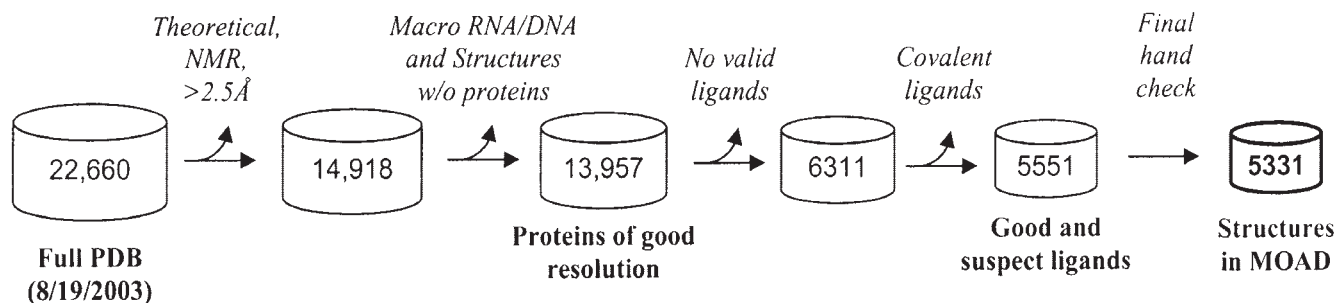 Theoretical,
NMR,
>2.5Å
Macro RNA/DNA
and Structures
w/o proteins
No valid
ligands
Covalent
ligands
Final
hand
check
22,660
14,918
13,957
6311
5551
5331
Full PDB
(8/19/2003)
Proteins of good
resolution
Good and
suspect ligands
Structures
in MOAD